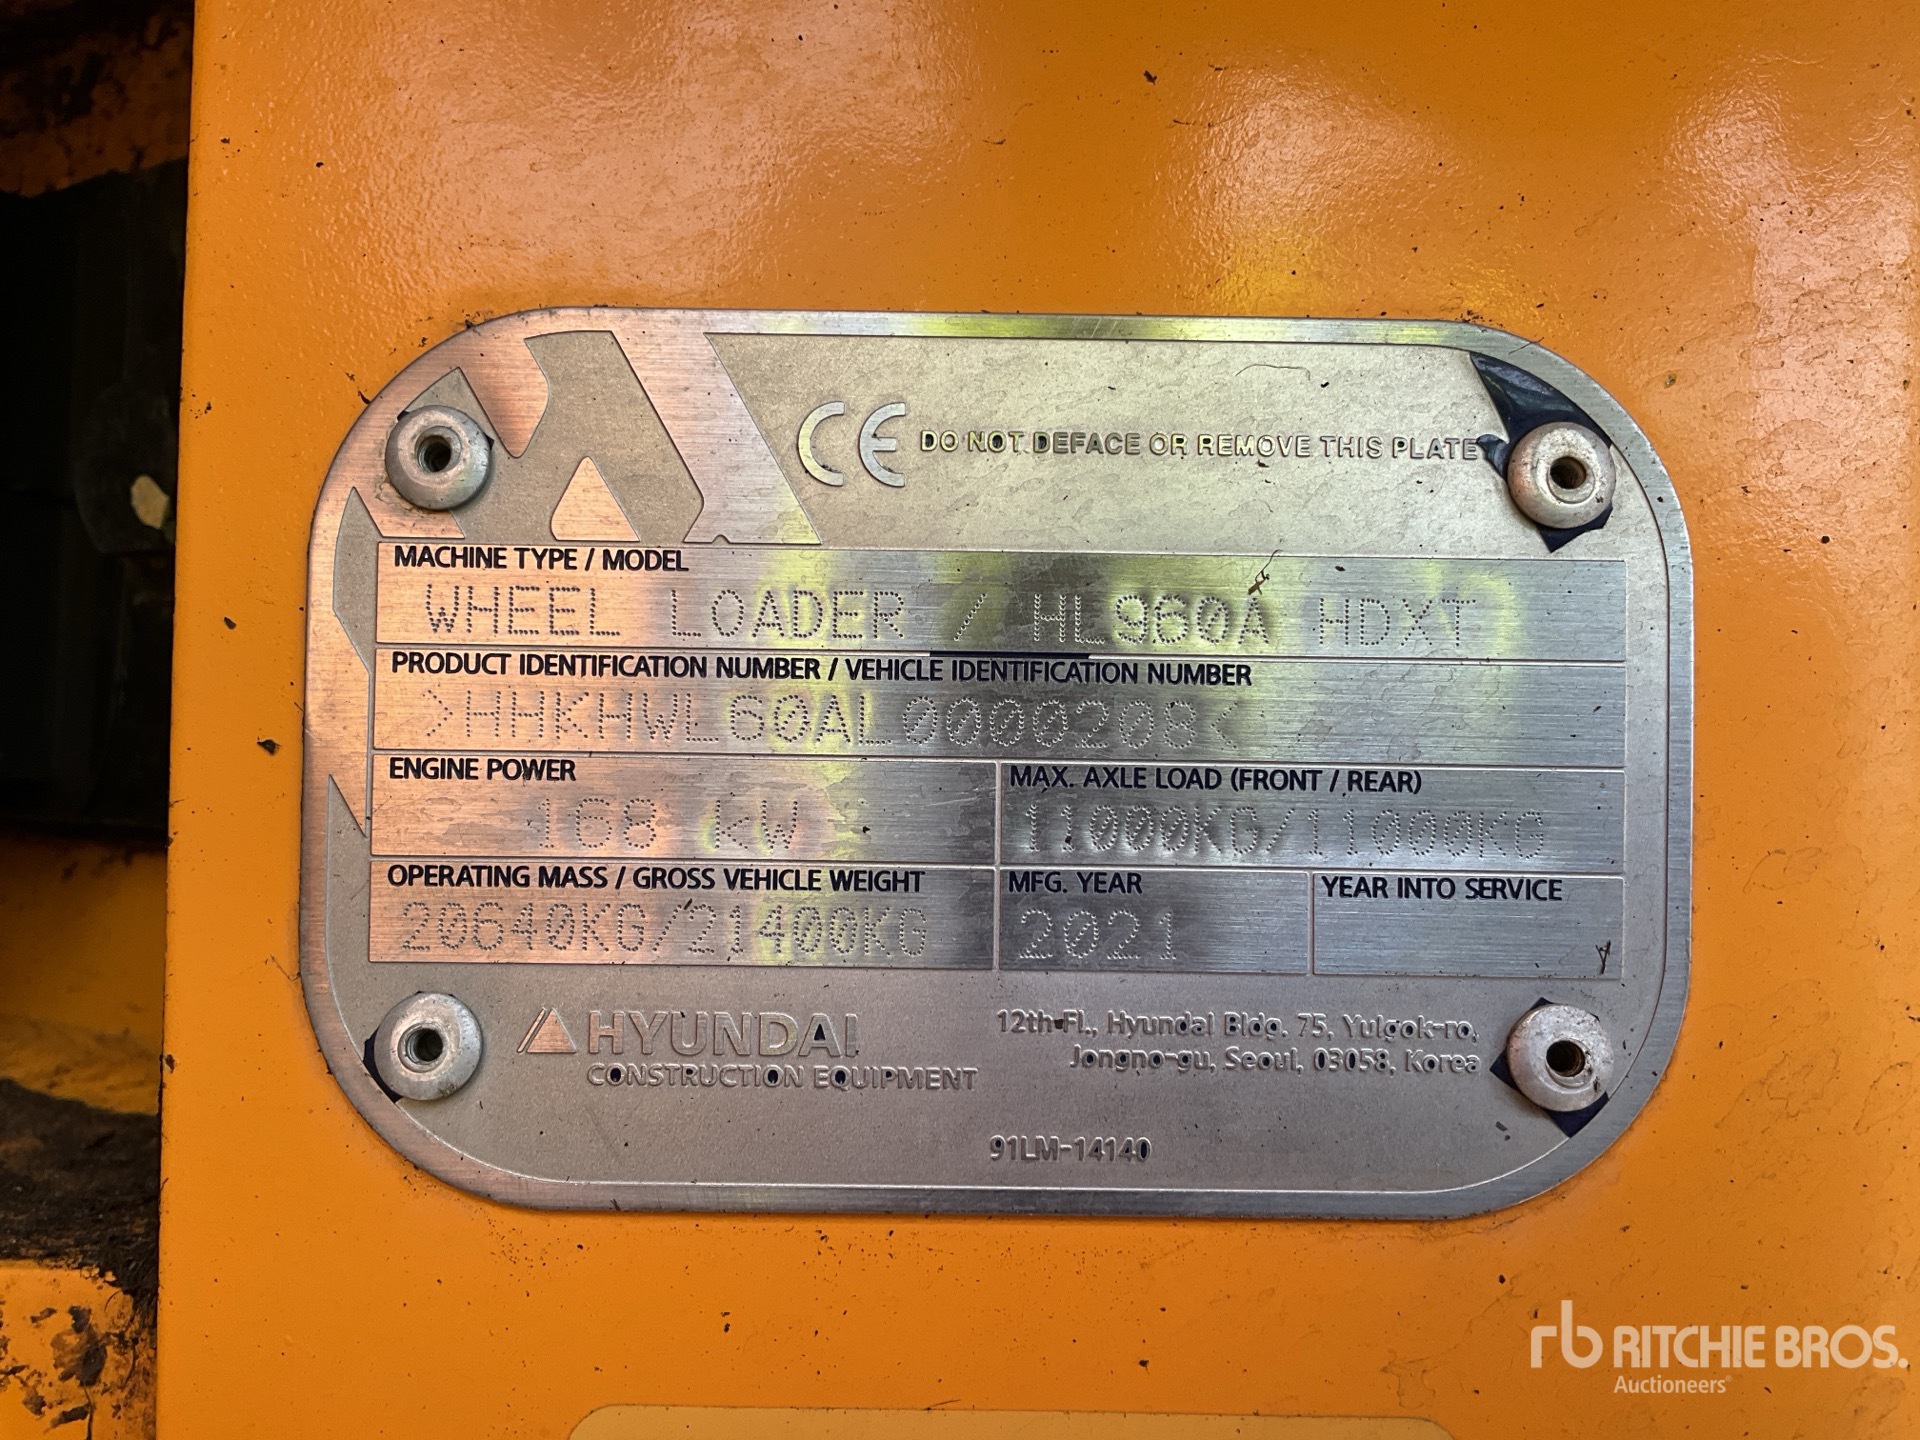 CE DO NOT DEFACE OR REMOVE THIS PLATE
MACHINE TYPE / MODEL
WHEEL LOADER / HL960A HDXT
PRODUCT IDENTIFICATION NUMBER / VEHICLE IDENTIFICATION NUMBER
>HHKHWL60AL0000208<
ENGINE POWER
168 kW
MAX. AXLE LOAD (FRONT / REAR)
11000KG/11000KG
OPERATING MASS / GROSS VEHICLE WEIGHT
20640KG/21400KG
MFG. YEAR
2021
YEAR INTO SERVICE
HYUNDAI
CONSTRUCTION EQUIPMENT
12th Fl., Hyundai Bldg. 75, Yulgok-ro,
Jongno-gu, Seoul, 03058, Korea
91LM-14140
rb RITCHIE BROS.
Auctioneers®